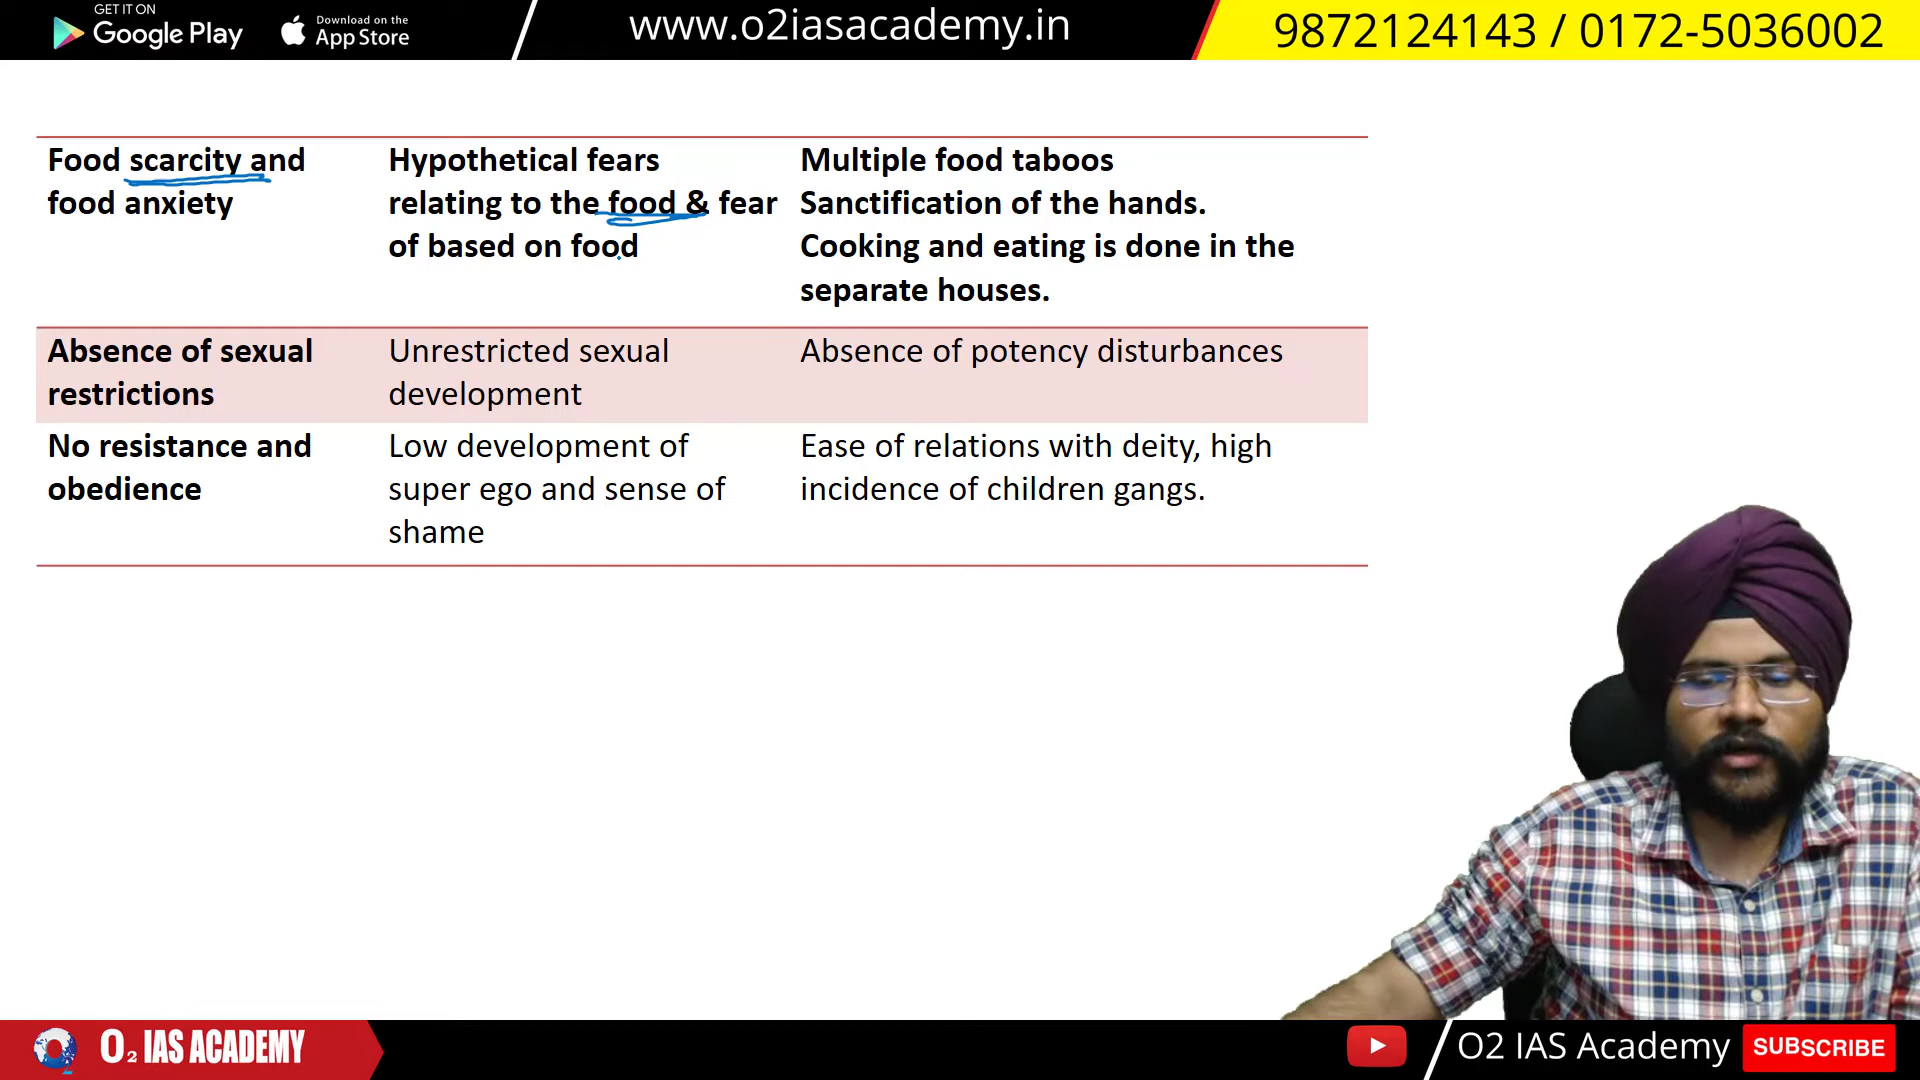 GET IT ON
Google Play
Download on the
App Store
www.o2iasacademy.in
9872124143 / 0172-5036002
Food scarcity and
food anxiety
Hypothetical fears
relating to the food & fear
of based on food
Multiple food taboos
Sanctification of the hands.
Cooking and eating is done in the
separate houses.
Absence of sexual
restrictions
Unrestricted sexual
development
Absence of potency disturbances
No resistance and
obedience
Low development of
super ego and sense of
shame
Ease of relations with deity, high
incidence of children gangs.
O2 IAS ACADEMY
O2 IAS Academy
SUBSCRIBE